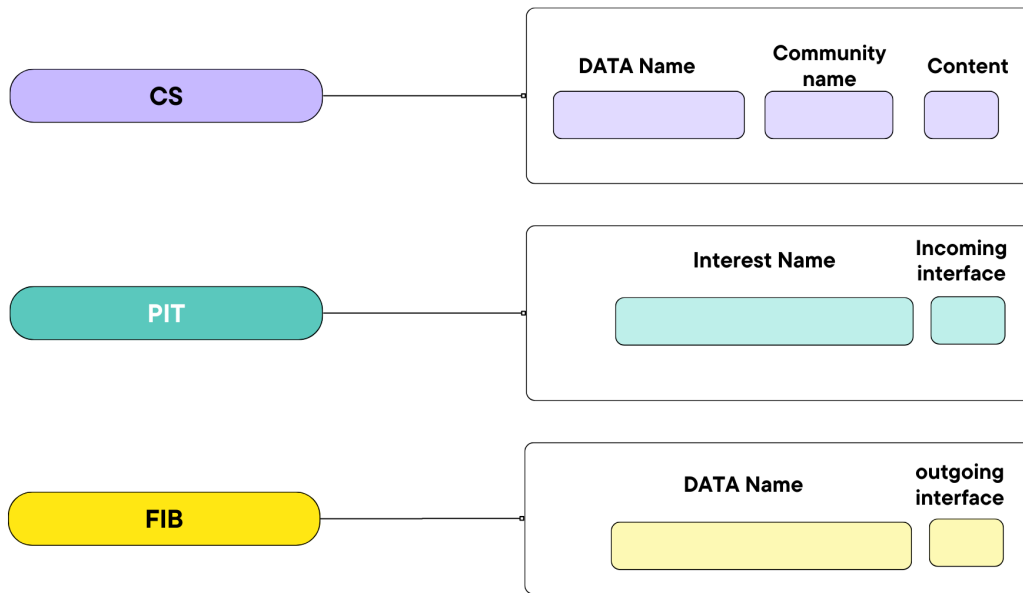 CS
DATA Name
Community
name
Content
PIT
Interest Name
Incoming
interface
FIB
DATA Name
outgoing
interface